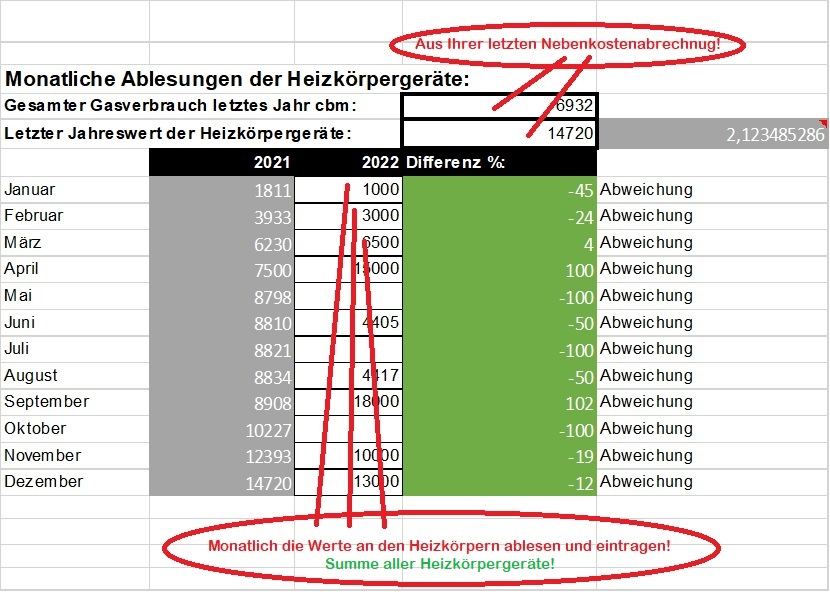 Aus Ihrer letzten Nebenkostenabrechnug!
Monatliche Ablesungen der Heizkörpergeräte:
Gesamter Gasverbrauch letztes Jahr cbm: 6932
Letzter Jahreswert der Heizkörpergeräte: 14720 2,123485286
2021 2022 Differenz %:
Januar 1811 1000 -45 Abweichung
Februar 3933 3000 -24 Abweichung
März 6230 6500 4 Abweichung
April 7500 15000 100 Abweichung
Mai 8798 -100 Abweichung
Juni 8810 4405 -50 Abweichung
Juli 8821 -100 Abweichung
August 8834 4417 -50 Abweichung
September 8908 18000 102 Abweichung
Oktober 10227 -100 Abweichung
November 12393 10000 -19 Abweichung
Dezember 14720 13000 -12 Abweichung
Monatlich die Werte an den Heizkörpern ablesen und eintragen!
Summe aller Heizkörpergeräte!